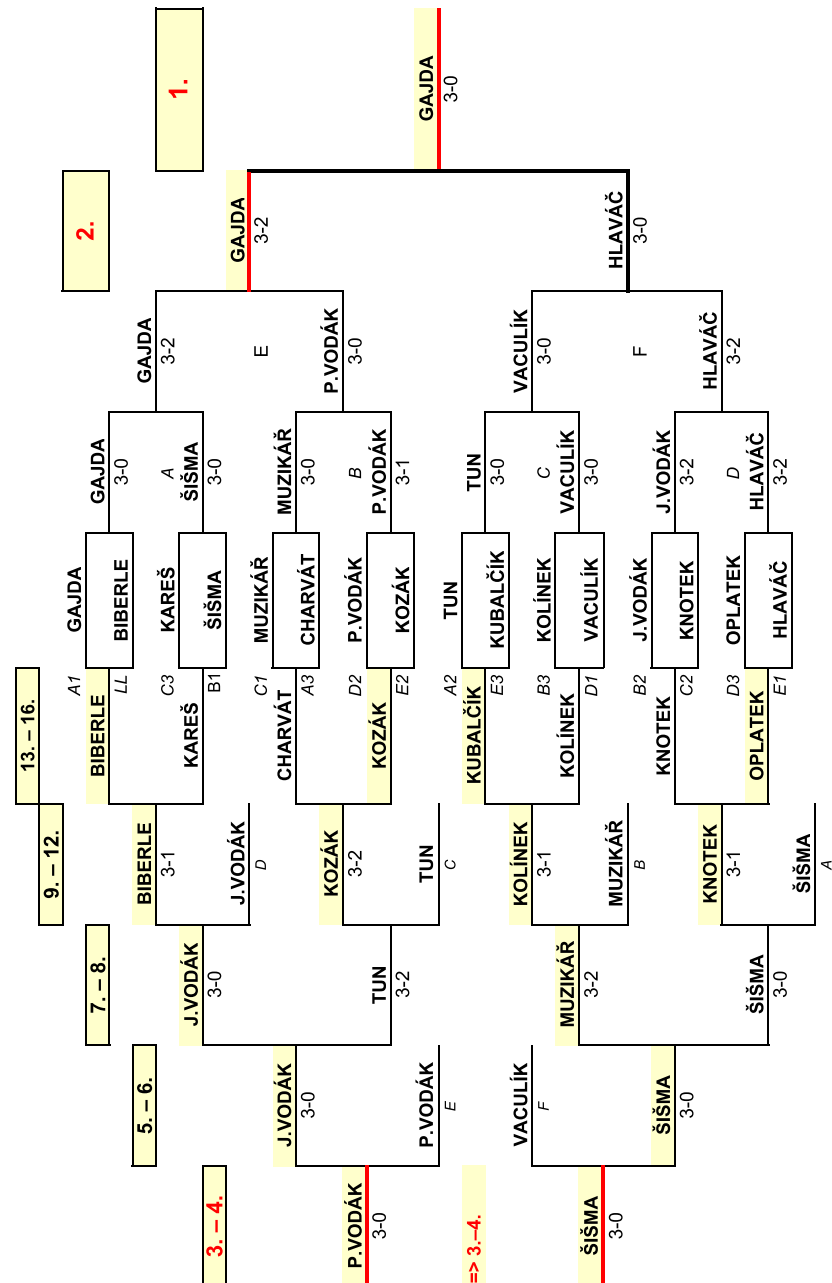 13. – 16.
9. – 12.
A1 GAJDA
7. – 8. BIBERLE GAJDA 2.
LL BIBERLE 3-0
5. – 6. BIBERLE GAJDA
3-1 C3 KAREŠ A 3-2 1.
J.VODÁK KAREŠ ŠIŠMA
3. – 4. 3-0 B1 ŠIŠMA 3-0
J.VODÁK GAJDA
D C1 MUZIKÁŘ E 3-2
J.VODÁK CHARVÁT MUZIKÁŘ
3-0 A3 CHARVÁT 3-0
KOZÁK P.VODÁK
P.VODÁK 3-2 D2 P.VODÁK B 3-0
3-0 TUN KOZÁK P.VODÁK
3-2 E2 KOZÁK 3-1
P.VODÁK TUN GAJDA
E C A2 TUN 3-0
=> 3.–4. KUBALČÍK TUN
E3 KUBALČÍK 3-0
VACULÍK KOLÍNEK VACULÍK
F 3-1 B3 KOLÍNEK C 3-0
MUZIKÁŘ KOLÍNEK VACULÍK
ŠIŠMA 3-2 D1 VACULÍK 3-0
3-0 MUZIKÁŘ HLAVÁČ
B B2 J.VODÁK F 3-0
ŠIŠMA KNOTEK J.VODÁK
3-0 C2 KNOTEK 3-2
KNOTEK HLAVÁČ
3-1 D3 OPLATEK D 3-2
ŠIŠMA OPLATEK HLAVÁČ
3-0 E1 HLAVÁČ 3-2
ŠIŠMA
A